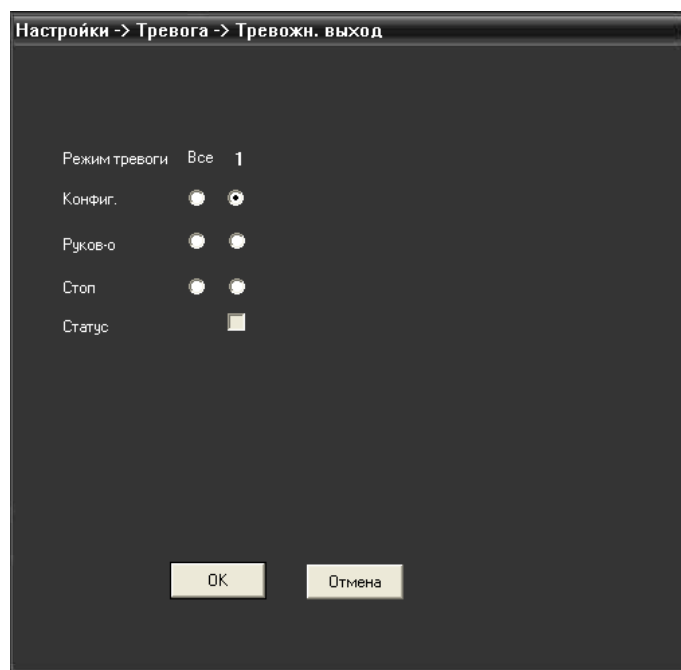 Настройки -> Тревога -> Тревожн. выход
Режим тревоги Все 1
Конфиг.
Руков-о
Стоп
Статус
OK Отмена